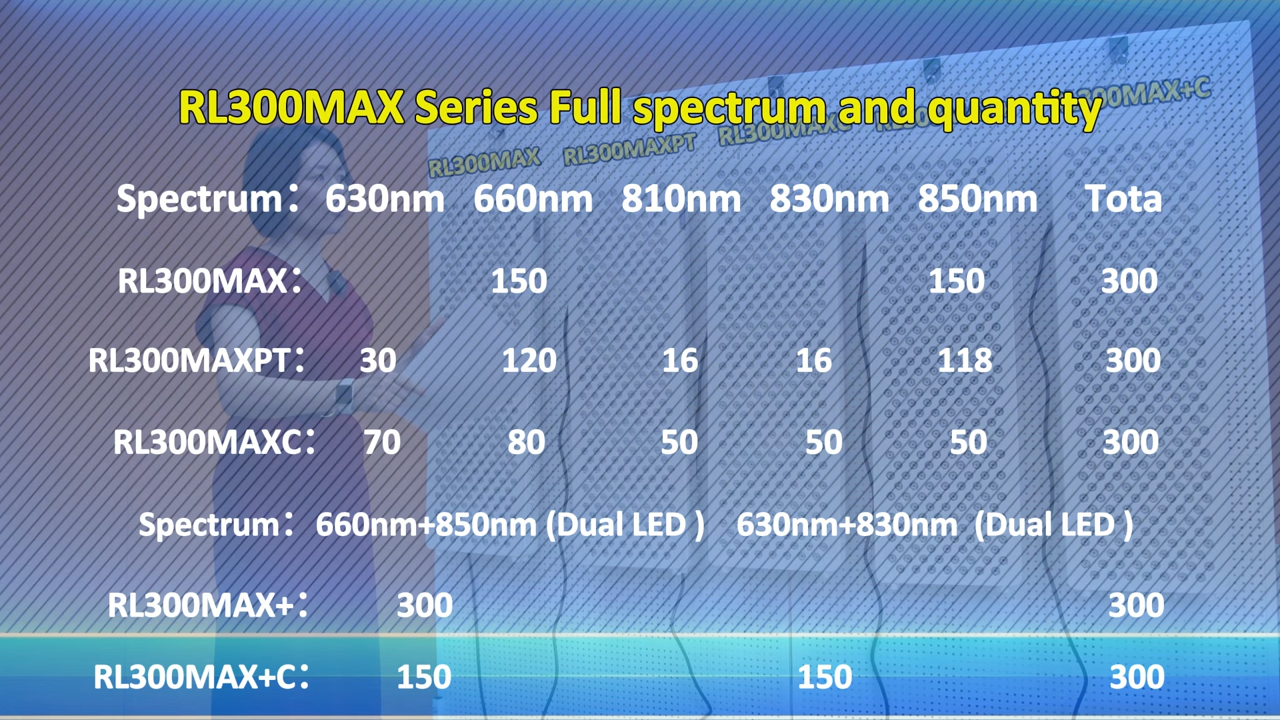 RL300MAX Series Full spectrum and quantity
RL300MAX RL300MAXPT RL300MAXC 300MAX+C
Spectrum: 630nm 660nm 810nm 830nm 850nm Tota
RL300MAX: 150 150 300
RL300MAXPT: 30 120 16 16 118 300
RL300MAXC: 70 80 50 50 50 300
Spectrum: 660nm+850nm (Dual LED ) 630nm+830nm (Dual LED )
RL300MAX+: 300 300
RL300MAX+C: 150 150 300